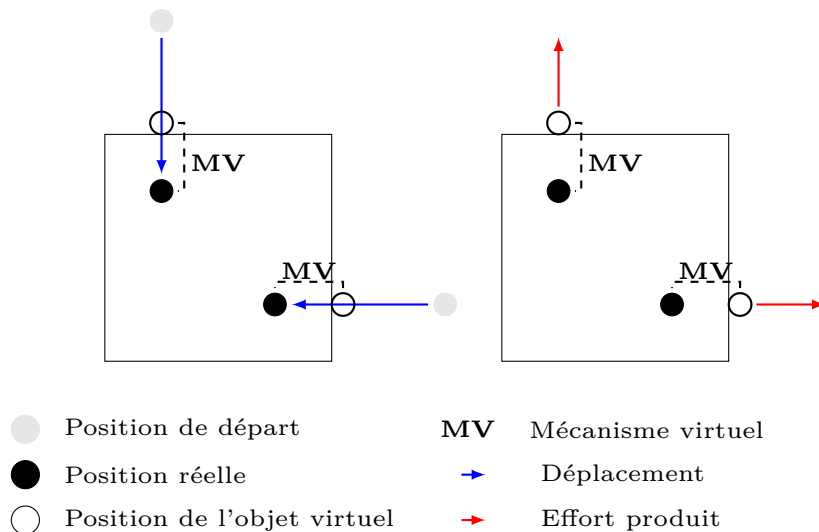 MV
MV
MV
MV
Position de départ
MV Mécanisme virtuel
Position réelle
Déplacement
Position de l'objet virtuel
Effort produit